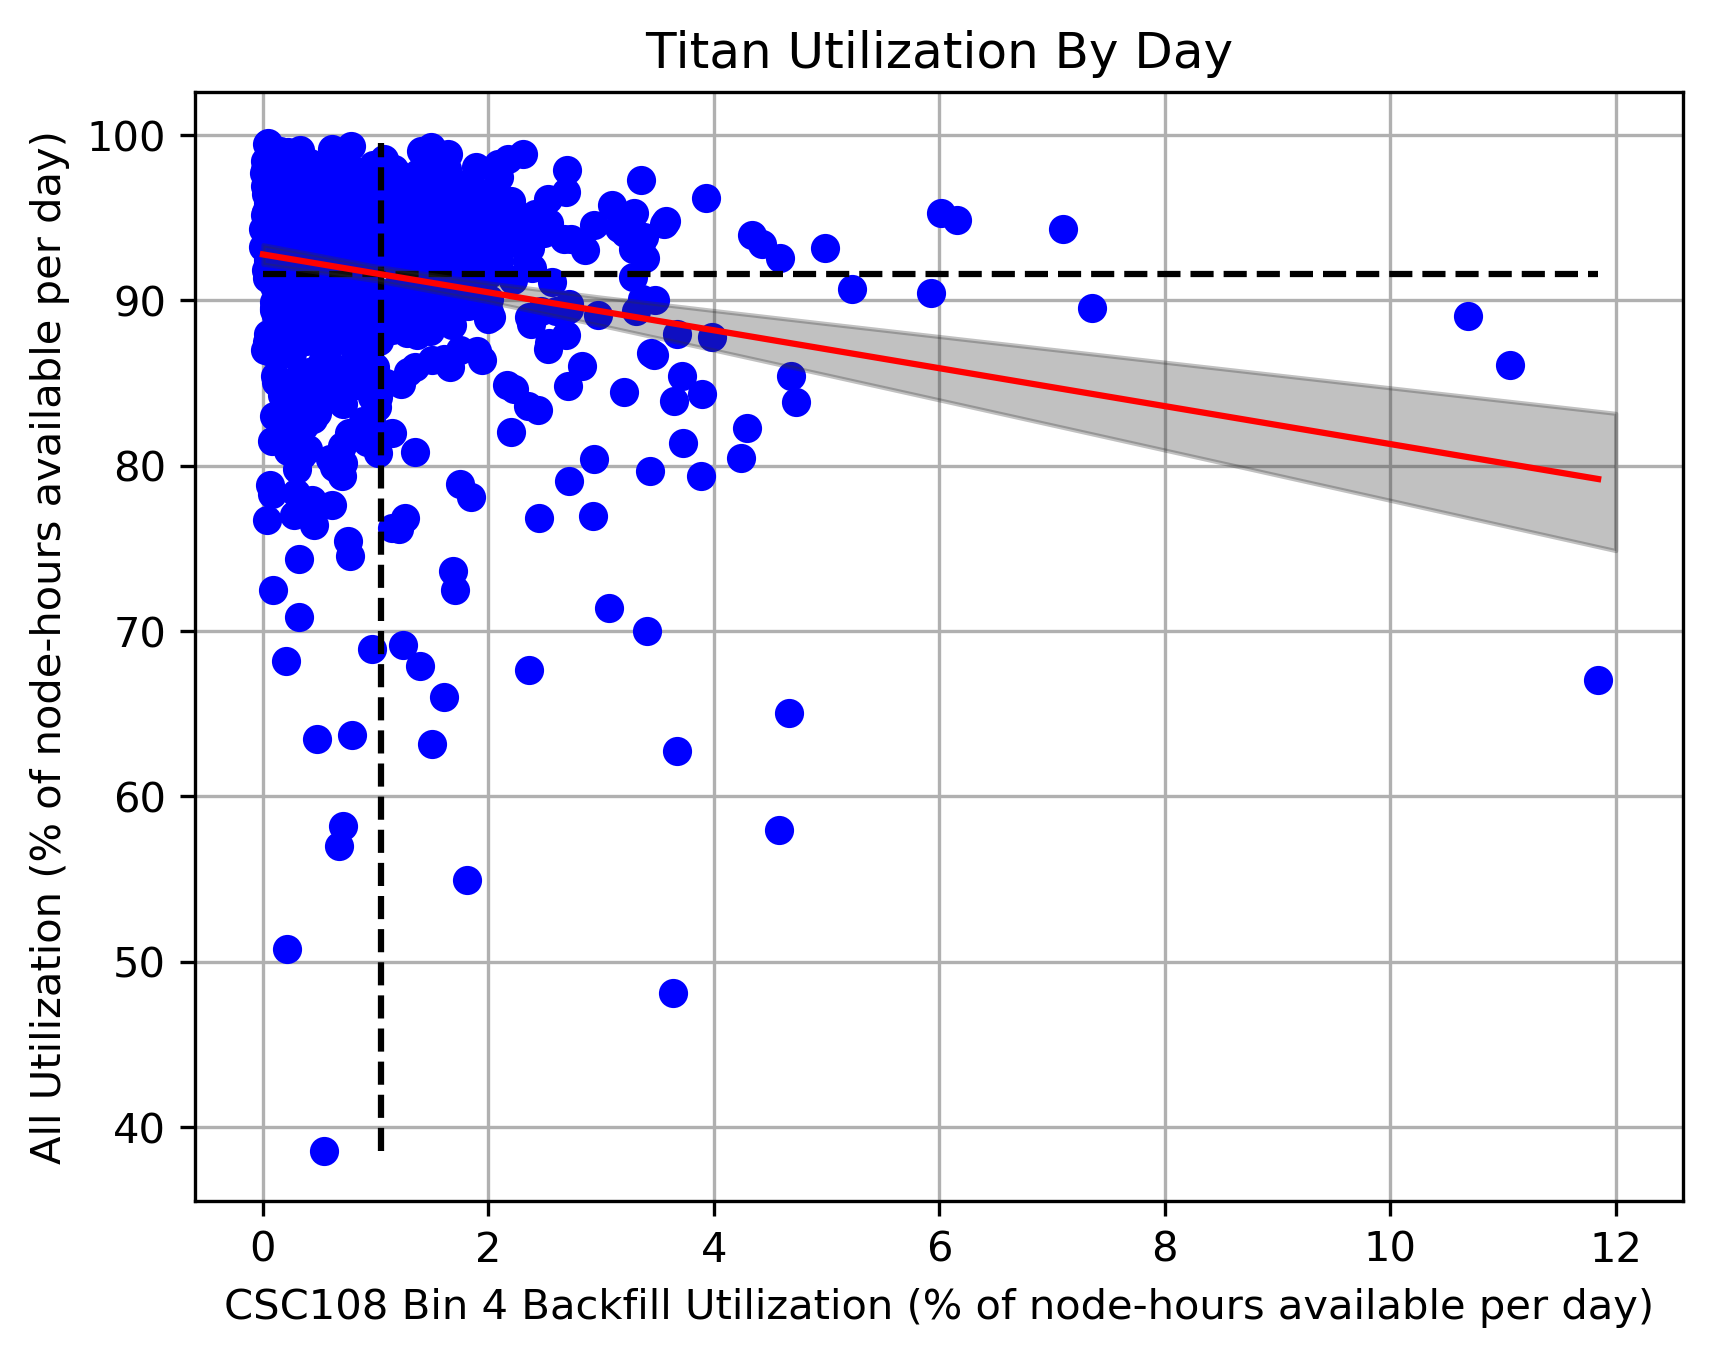 Titan Utilization By Day
All Utilization (% of node-hours available per day)
100
90
80
70
60
50
40
0 2 4 6 8 10 12
CSC108 Bin 4 Backfill Utilization (% of node-hours available per day)